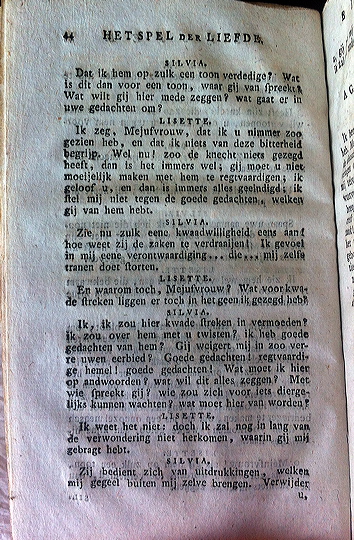 44 HET SPEL DER LIEFDE,
SILVIA.
Dat ik hem op zulk een toon verdedige? Wat
is dit dan voor een toon, waar gij van spreekt?
Wat wilt gij hier mede zeggen? wat gaat er in
uwe gedachten om?
LISETTE.
Ik zeg, Mejufvrouw, dat ik u nimmer zoo
gezien heb, en dat ik niets van deze bitterheid
begrijp. Wel nu! zoo de knecht niets gezegd
heeft, dan is het immers wel; gij moet u niet
moeijelijk maken met hem te regtvaardigen; ik
geloof u, en dan is immers alles geeindigd; ik
stel mij niet tegen de goede gedachten, welken
gij van hem hebt.
SILVIA.
Zie nu zulk eene kwaadwilligheid eens aan!
hoe weet zij de zaken te verdraaijen! Ik gevoel
in mij eene verontwaardiging... die... mij zelfs
tranen doet storten.
LISETTE.
En waarom toch, Mejufvrouw? Wat voor kwa-
de streken liggen er toch in het geen ik gezegd heb?
SILVIA.
Ik, ik zou hier kwade streken in vermoeden?
ik zou over hem met u twisten? ik heb goede
gedachten van hem? Gij weigert mij in zoo ver-
re uwen eerbied? Goede gedachten! regtvaardi-
ge hemel! goede gedachten! Wat moet ik hier
op andwoorden? wat wil dit alles zeggen? Met
wie spreekt gij? wie zou zich voor iets derge-
lijks kunnen wachten? wat moet hier van worden?
LISETTE.
Ik weet het niet: doch ik zal nog in lang van
de verwondering niet herkomen, waarin gij mij
gebragt hebt.
SILVIA.
Zij bedient zich van uitdrukkingen, welken
mij geheel buiten mij zelve brengen. Verwijder
u,